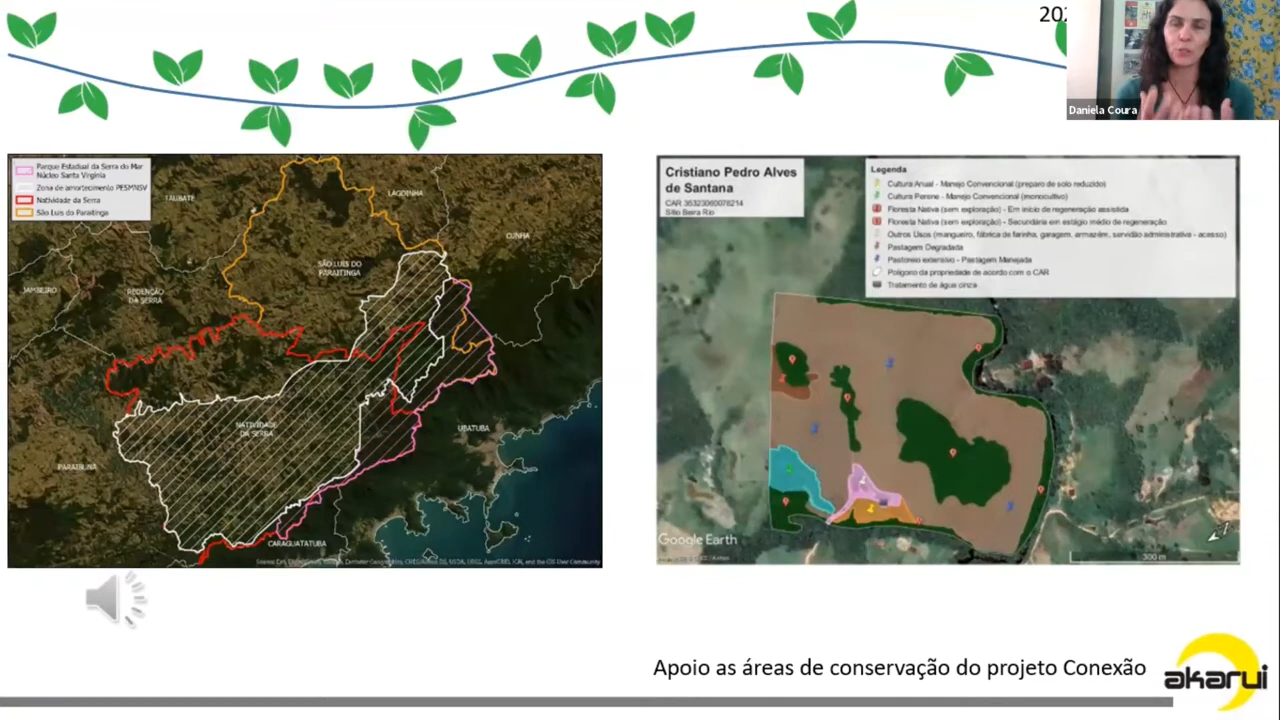 Daniela Coura
Parque Estadual da Serra do Mar
Núcleo Santa Virgínia
Zona de amortecimento PESMNSV
Natividade da Serra
São Luis do Paraitinga
TAUBATÉ
LAGOINHA
CUNHA
SÃO LUIS DO
PARAITINGA
JAMBEIRO
REDENÇÃO
DA SERRA
NATIVIDADE
DA SERRA
UBATUBA
PARAIBUNA
CARAGUATATUBA
Cristiano Pedro Alves
de Santana
CAR 35323060078214
Sítio Beira Rio
Legenda
Cultura Anual - Manejo Convencional (preparo de solo reduzido)
Cultura Perene - Manejo Convencional (monocultivo)
Floresta Nativa (sem exploração) - Em início de regeneração assistida
Floresta Nativa (sem exploração) - Secundária em estágio médio de regeneração
Outros Usos (mangueiro, fábrica de farinha, garagem, armazém, servidão administrativa - acesso)
Pastagem Degradada
Pastoreio extensivo - Pastagem Manejada
Polígono da propriedade de acordo com o CAR
Tratamento de água cinza
Google Earth
300 m
Apoio as áreas de conservação do projeto Conexão
akarui